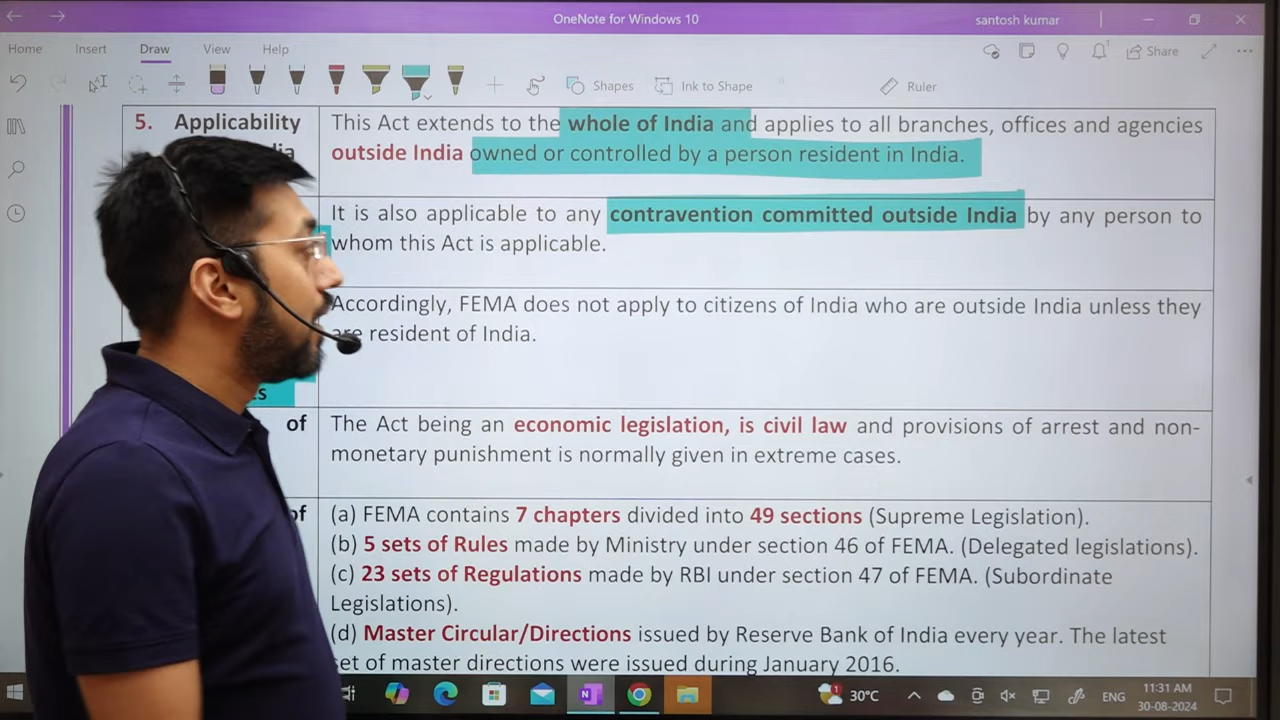 OneNote for Windows 10
santosh kumar
Home Insert Draw View Help
Share
Shapes
Ink to Shape
Ruler
5. Applicability
This Act extends to the whole of India and applies to all branches, offices and agencies
outside India owned or controlled by a person resident in India.
It is also applicable to any contravention committed outside India by any person to
whom this Act is applicable.
Accordingly, FEMA does not apply to citizens of India who are outside India unless they
resident of India.
of
The Act being an economic legislation, is civil law and provisions of arrest and non-
monetary punishment is normally given in extreme cases.
of
(a) FEMA contains 7 chapters divided into 49 sections (Supreme Legislation).
(b) 5 sets of Rules made by Ministry under section 46 of FEMA. (Delegated legislations).
(c) 23 sets of Regulations made by RBI under section 47 of FEMA. (Subordinate
Legislations).
(d) Master Circular/Directions issued by Reserve Bank of India every year. The latest
set of master directions were issued during January 2016.
30°C
ENG
11:31 AM
30-08-2024